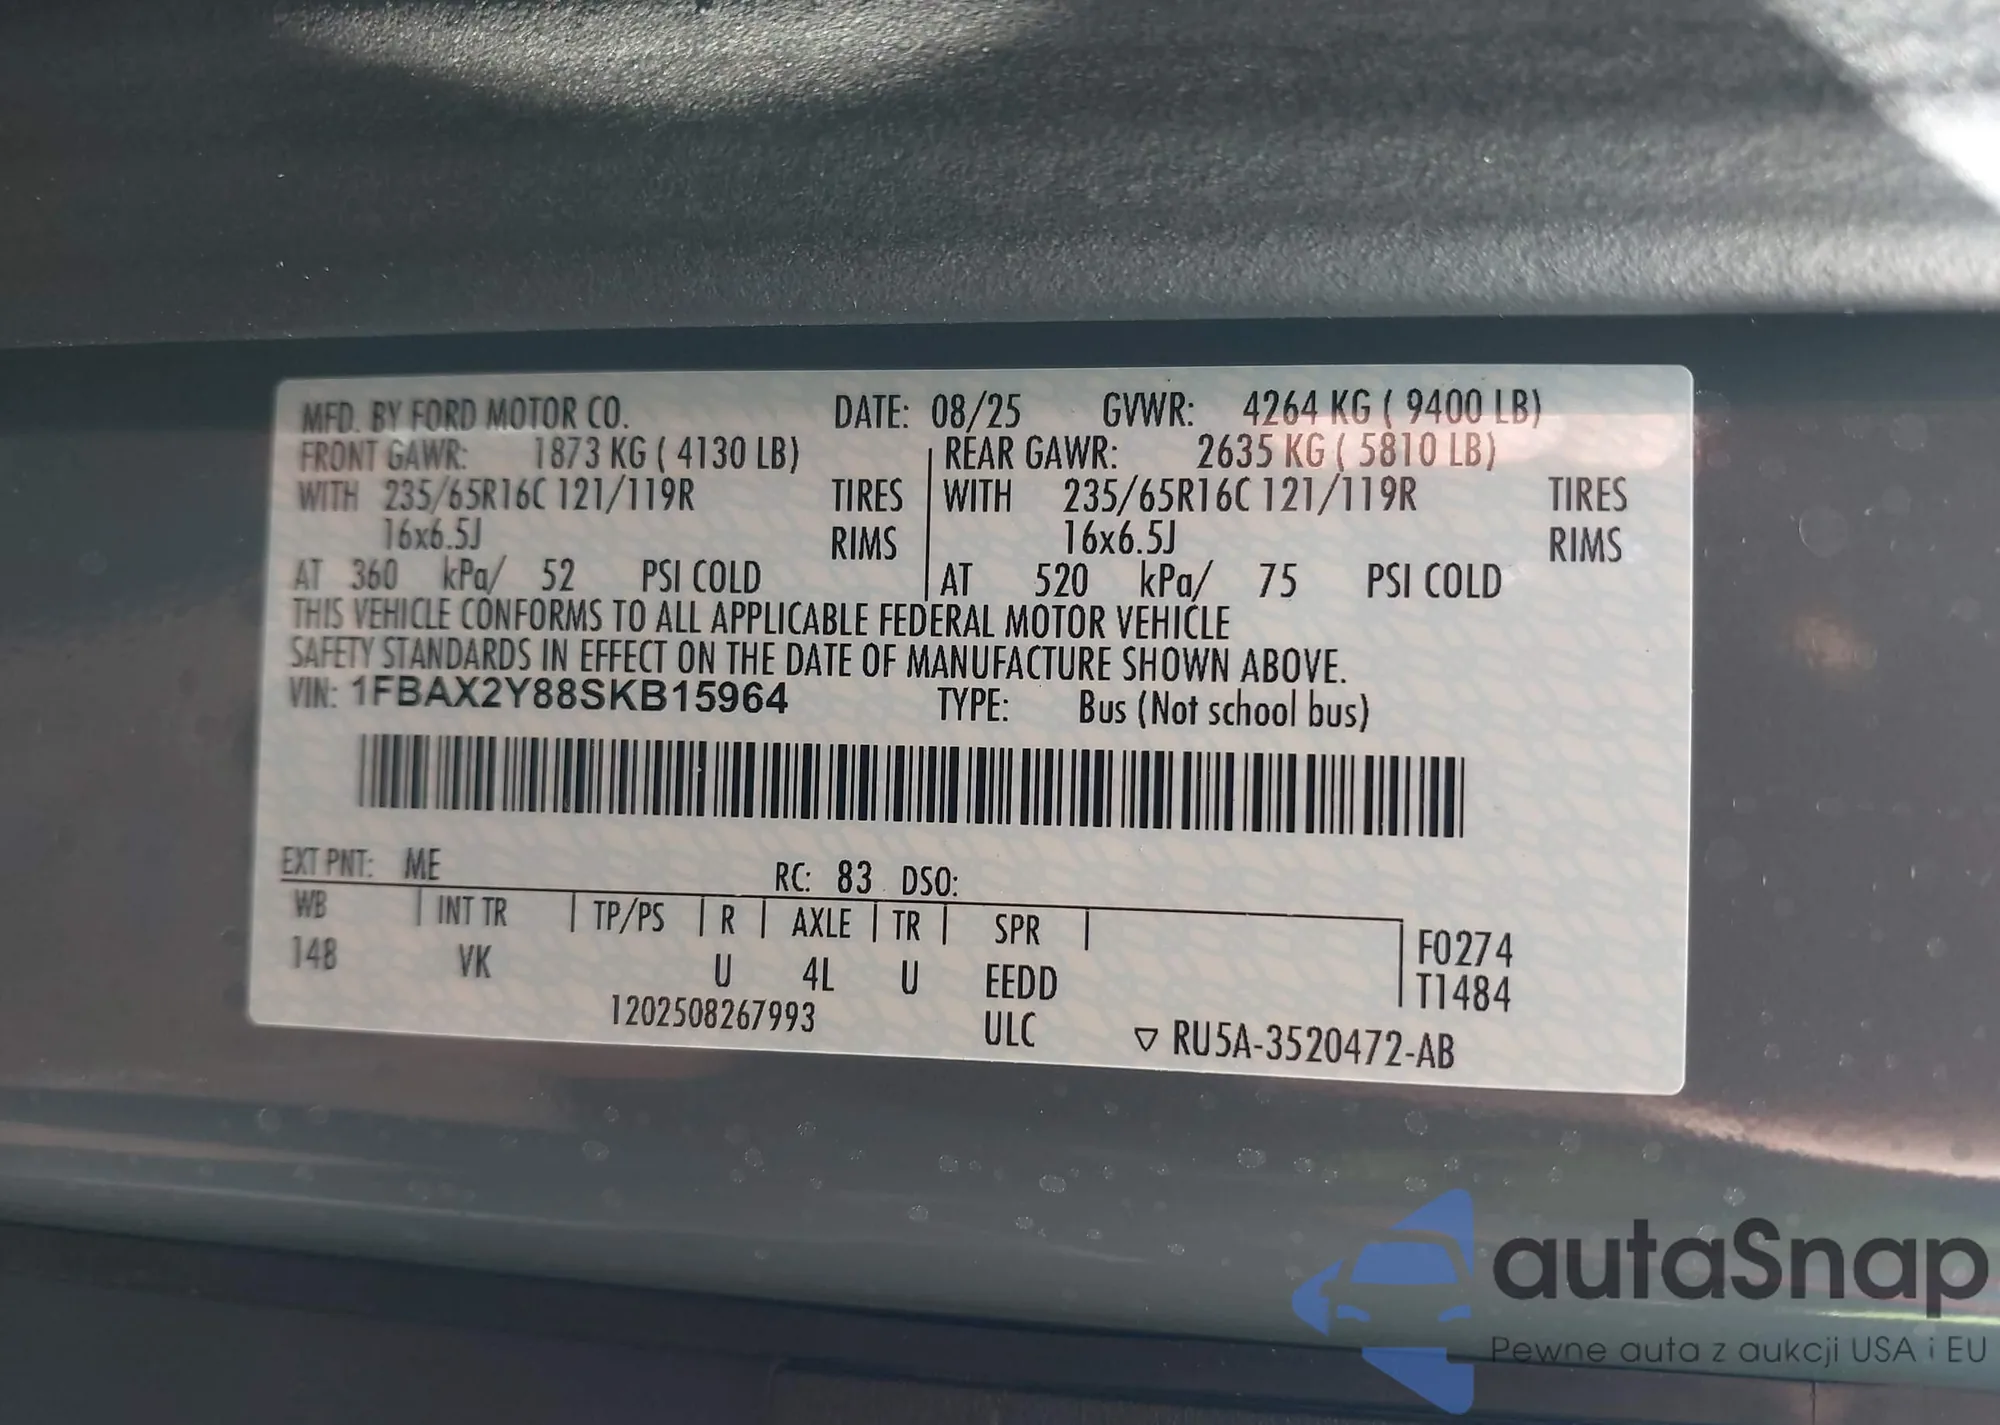 MFD. BY FORD MOTOR CO. DATE: 08/25 GVWR: 4264 KG ( 9400 LB)
FRONT GAWR: 1873 KG ( 4130 LB) REAR GAWR: 2635 KG ( 5810 LB)
WITH 235/65R16C 121/119R TIRES WITH 235/65R16C 121/119R TIRES
16x6.5J RIMS 16x6.5J RIMS
AT 360 kPa/ 52 PSI COLD AT 520 kPa/ 75 PSI COLD
THIS VEHICLE CONFORMS TO ALL APPLICABLE FEDERAL MOTOR VEHICLE
SAFETY STANDARDS IN EFFECT ON THE DATE OF MANUFACTURE SHOWN ABOVE.
VIN: 1FBAX2Y88SKB15964 TYPE: Bus (Not school bus)
EXT PNT: ME RC: 83 DSO:
WB INT TR TP/PS R AXLE TR SPR F0274
148 VK U 4L U EEDD T1484
1202508267993 ULC ▽ RU5A-3520472-AB
autaSnap
Pewne auta z aukcji USA i EU